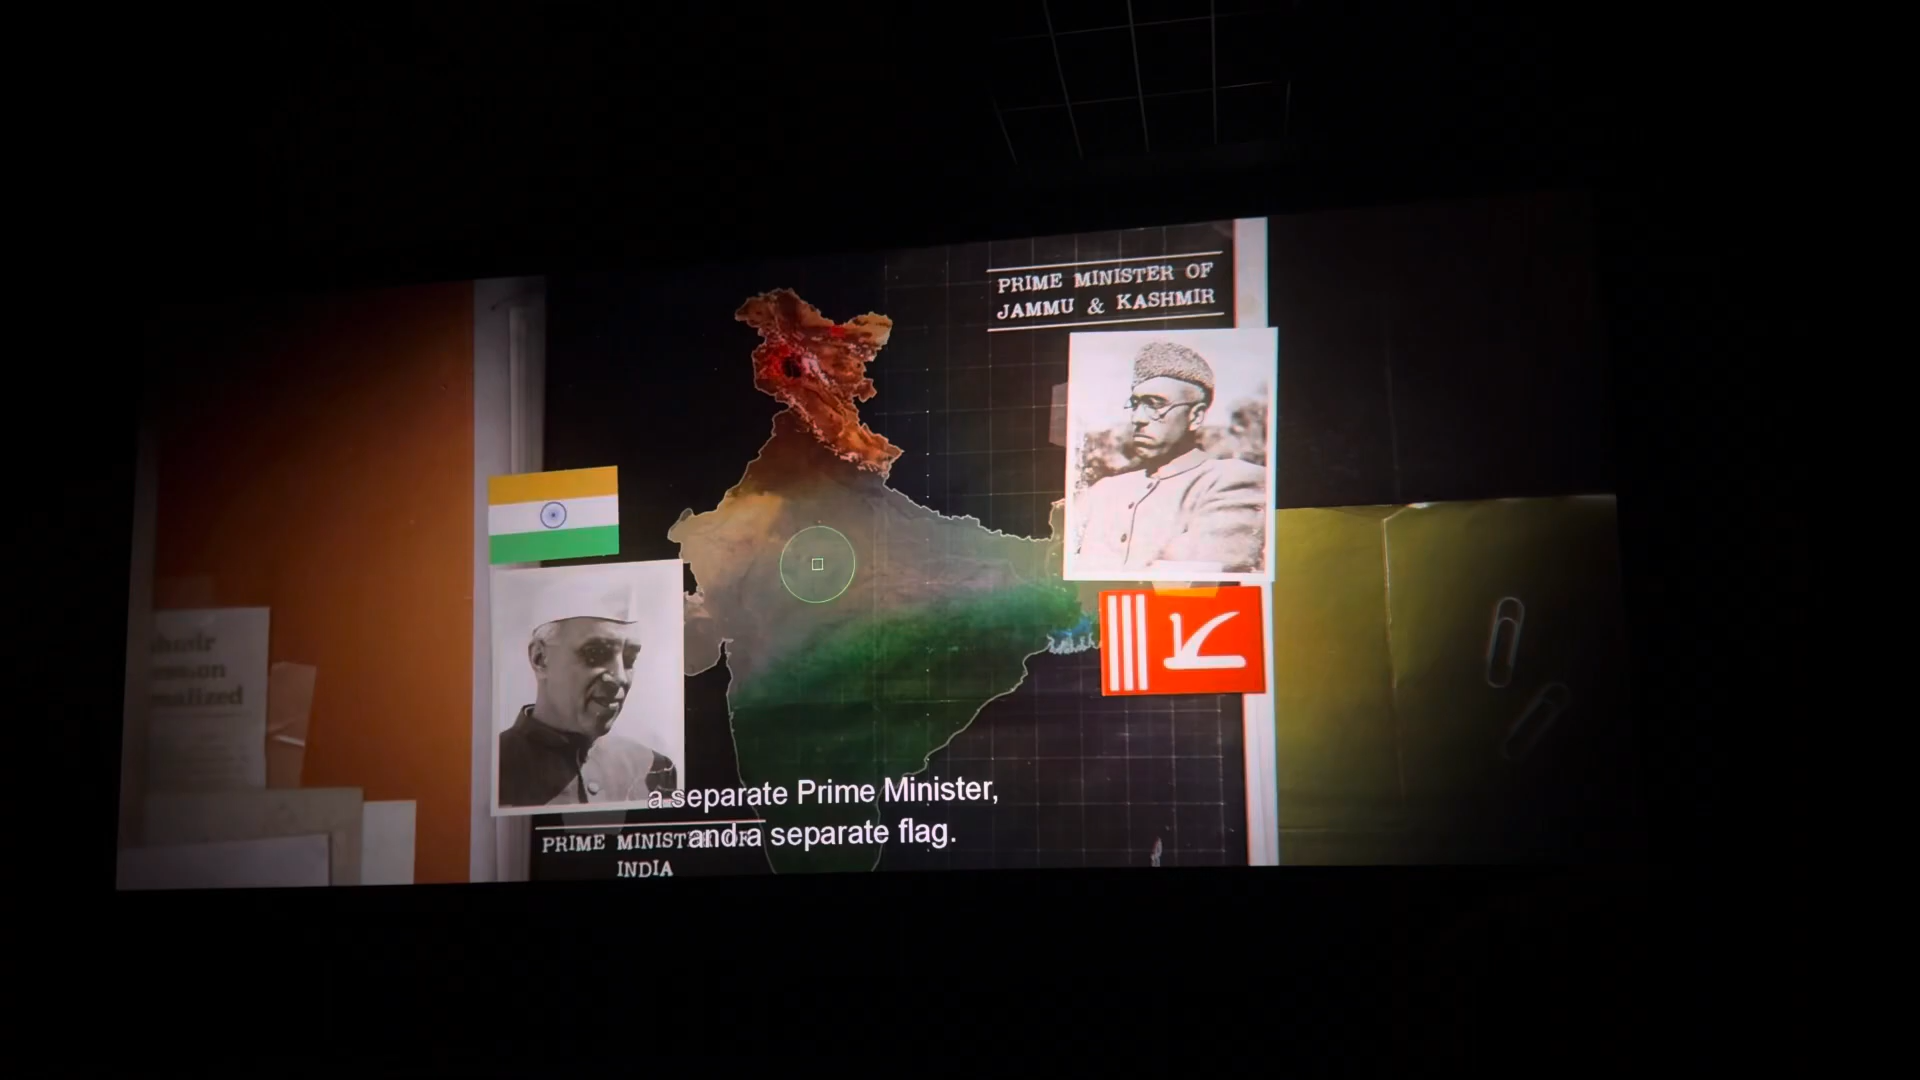 PRIME MINISTER OF
JAMMU & KASHMIR
a separate Prime Minister,
and a separate flag.
PRIME MINISTER OF
INDIA